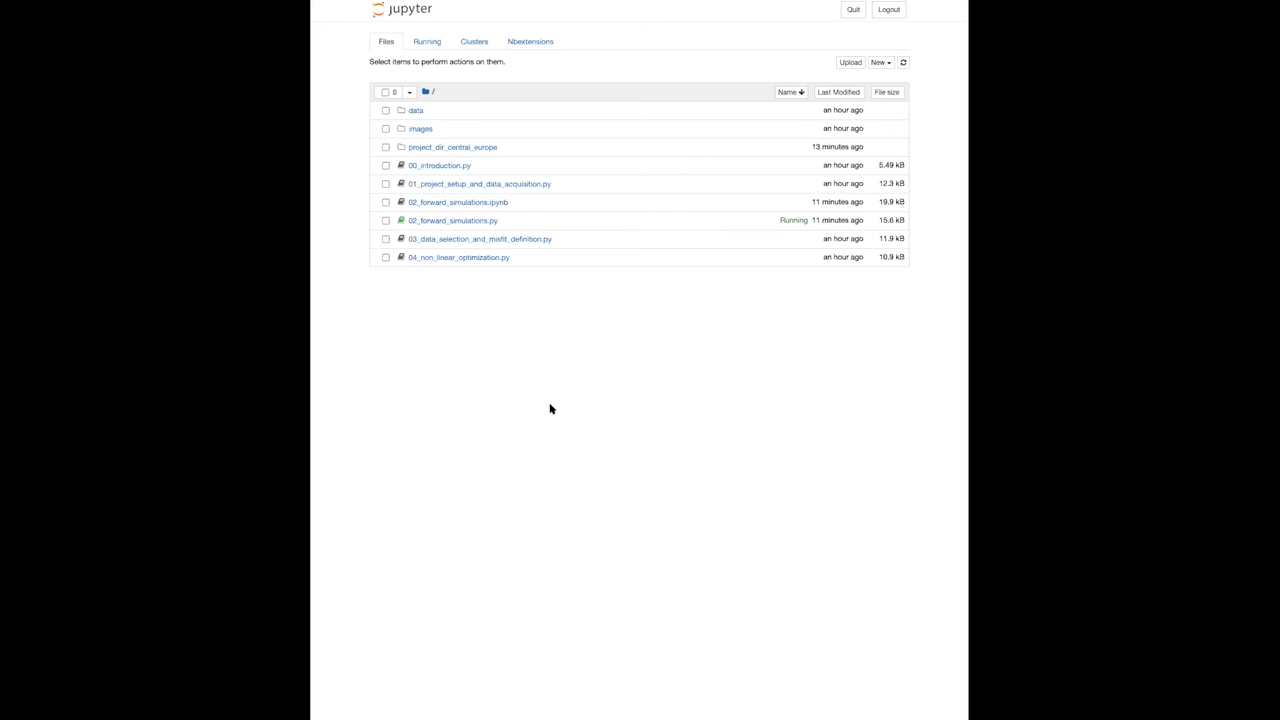 jupyter Quit Logout
Files Running Clusters Nbextensions
Select items to perform actions on them. Upload New
0 / Name Last Modified File size
data an hour ago
images an hour ago
project_dir_central_europe 13 minutes ago
00_introduction.py an hour ago 5.49 kB
01_project_setup_and_data_acquisition.py an hour ago 12.3 kB
02_forward_simulations.ipynb 11 minutes ago 19.9 kB
02_forward_simulations.py Running 11 minutes ago 15.6 kB
03_data_selection_and_misfit_definition.py an hour ago 11.9 kB
04_non_linear_optimization.py an hour ago 10.9 kB